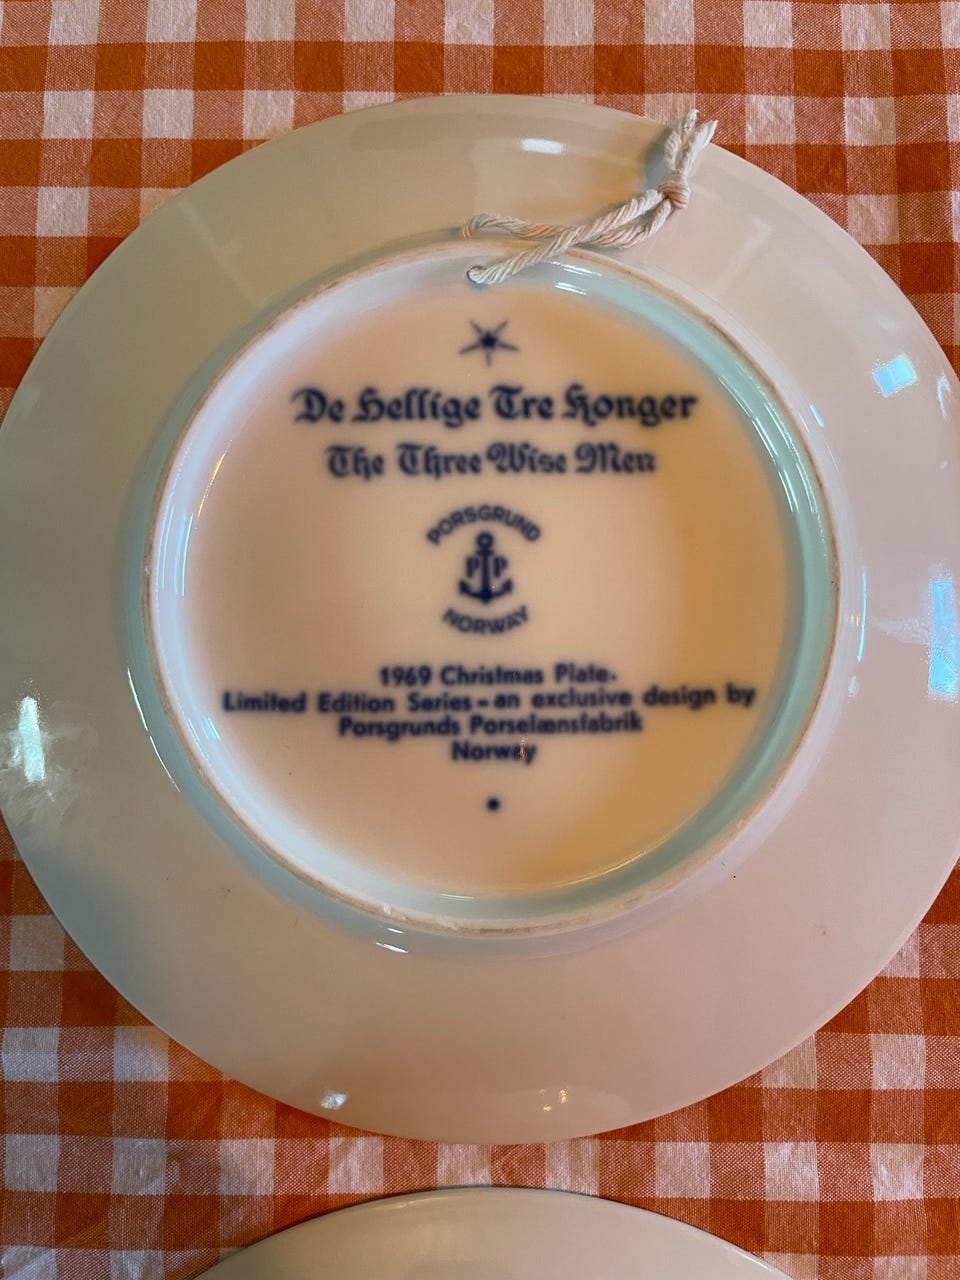 De Hellige Tre Konger
The Three Wise Men
PORSGRUND
PP
NORWAY
1969 Christmas Plate.
Limited Edition Series - an exclusive design by
Porsgrunds Porselænsfabrik
Norway